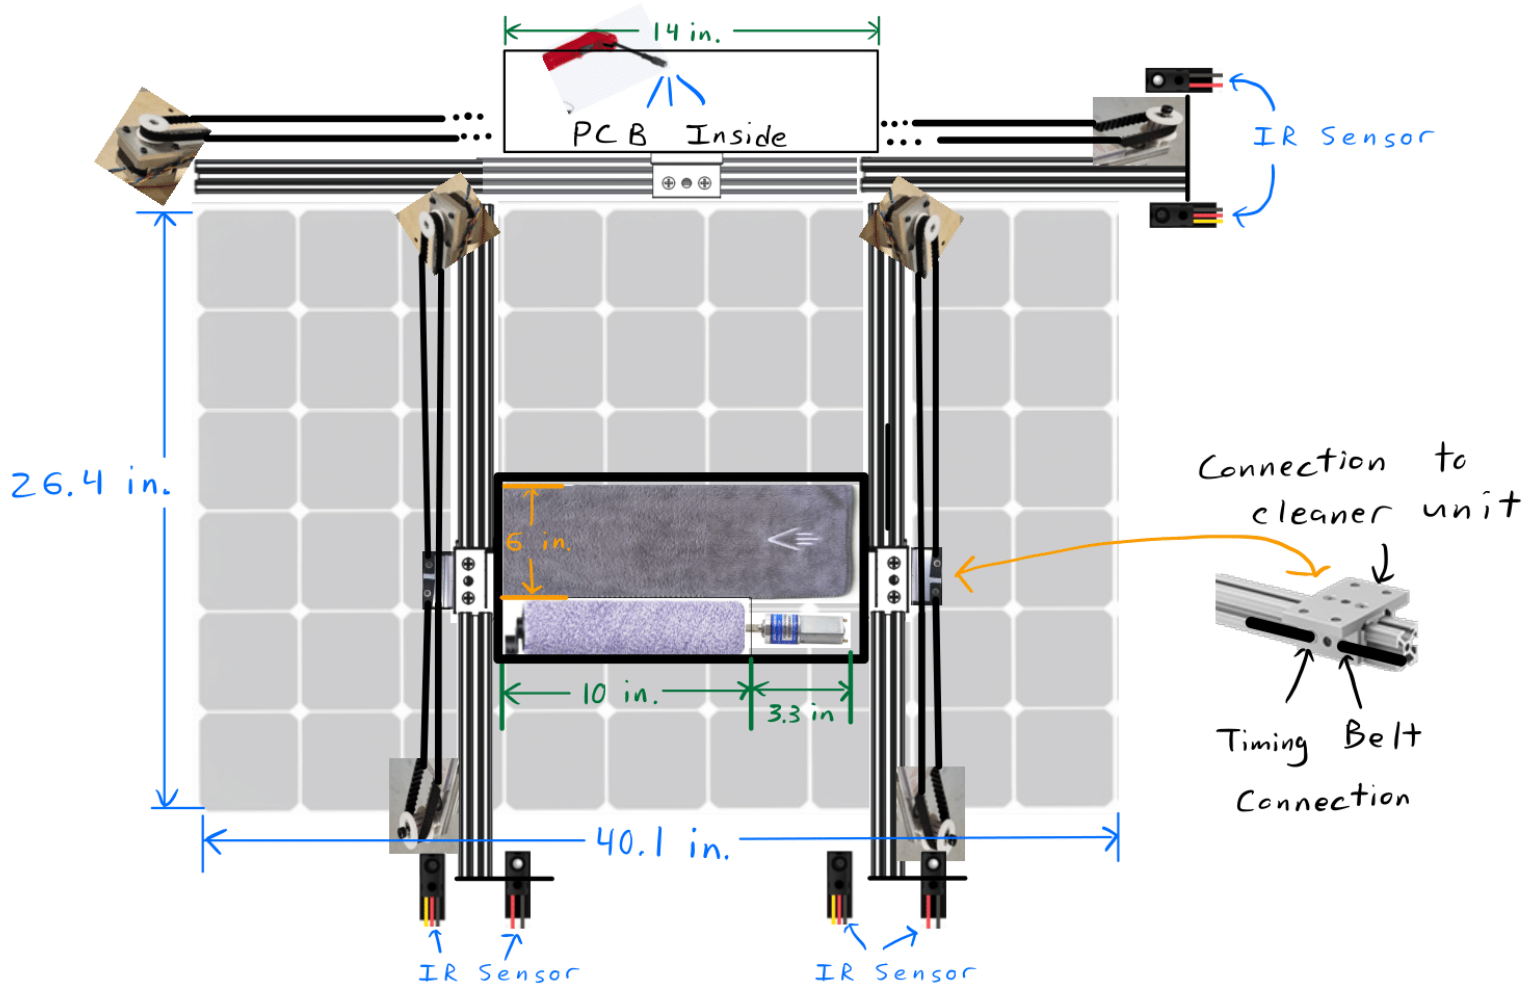 14 in.
PCB Inside
IR Sensor
26.4 in.
Connection to
cleaner unit
6 in.
10 in.
3.3 in
Timing Belt
Connection
40.1 in.
IR Sensor
IR Sensor